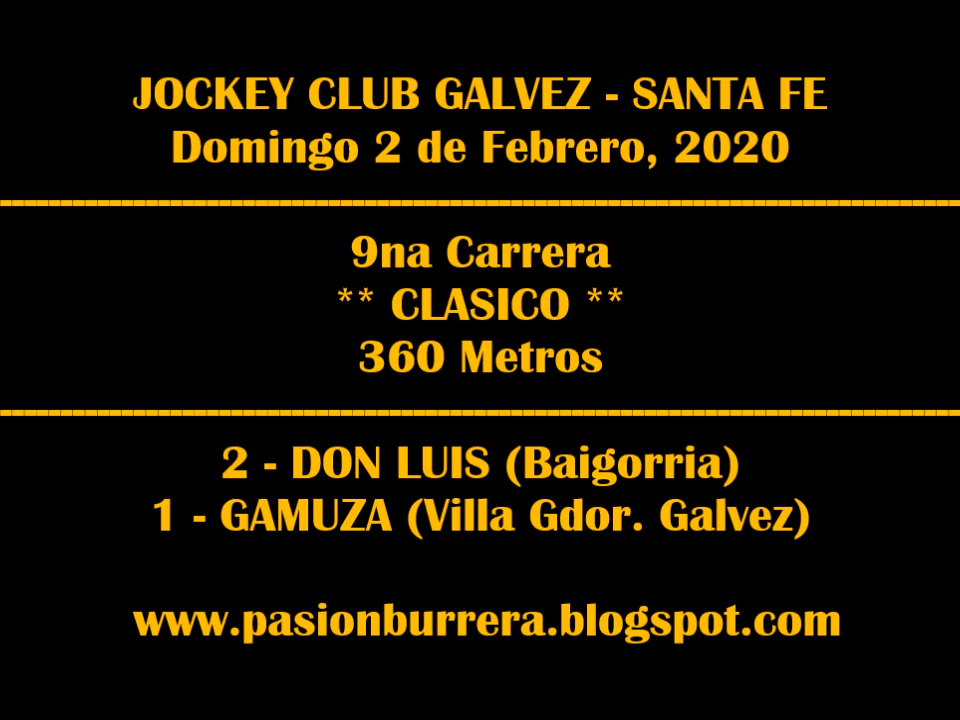 JOCKEY CLUB GALVEZ - SANTA FE
Domingo 2 de Febrero, 2020
9na Carrera
** CLASICO **
360 Metros
2 - DON LUIS (Baigorria)
1 - GAMUZA (Villa Gdor. Galvez)
www.pasionburrera.blogspot.com